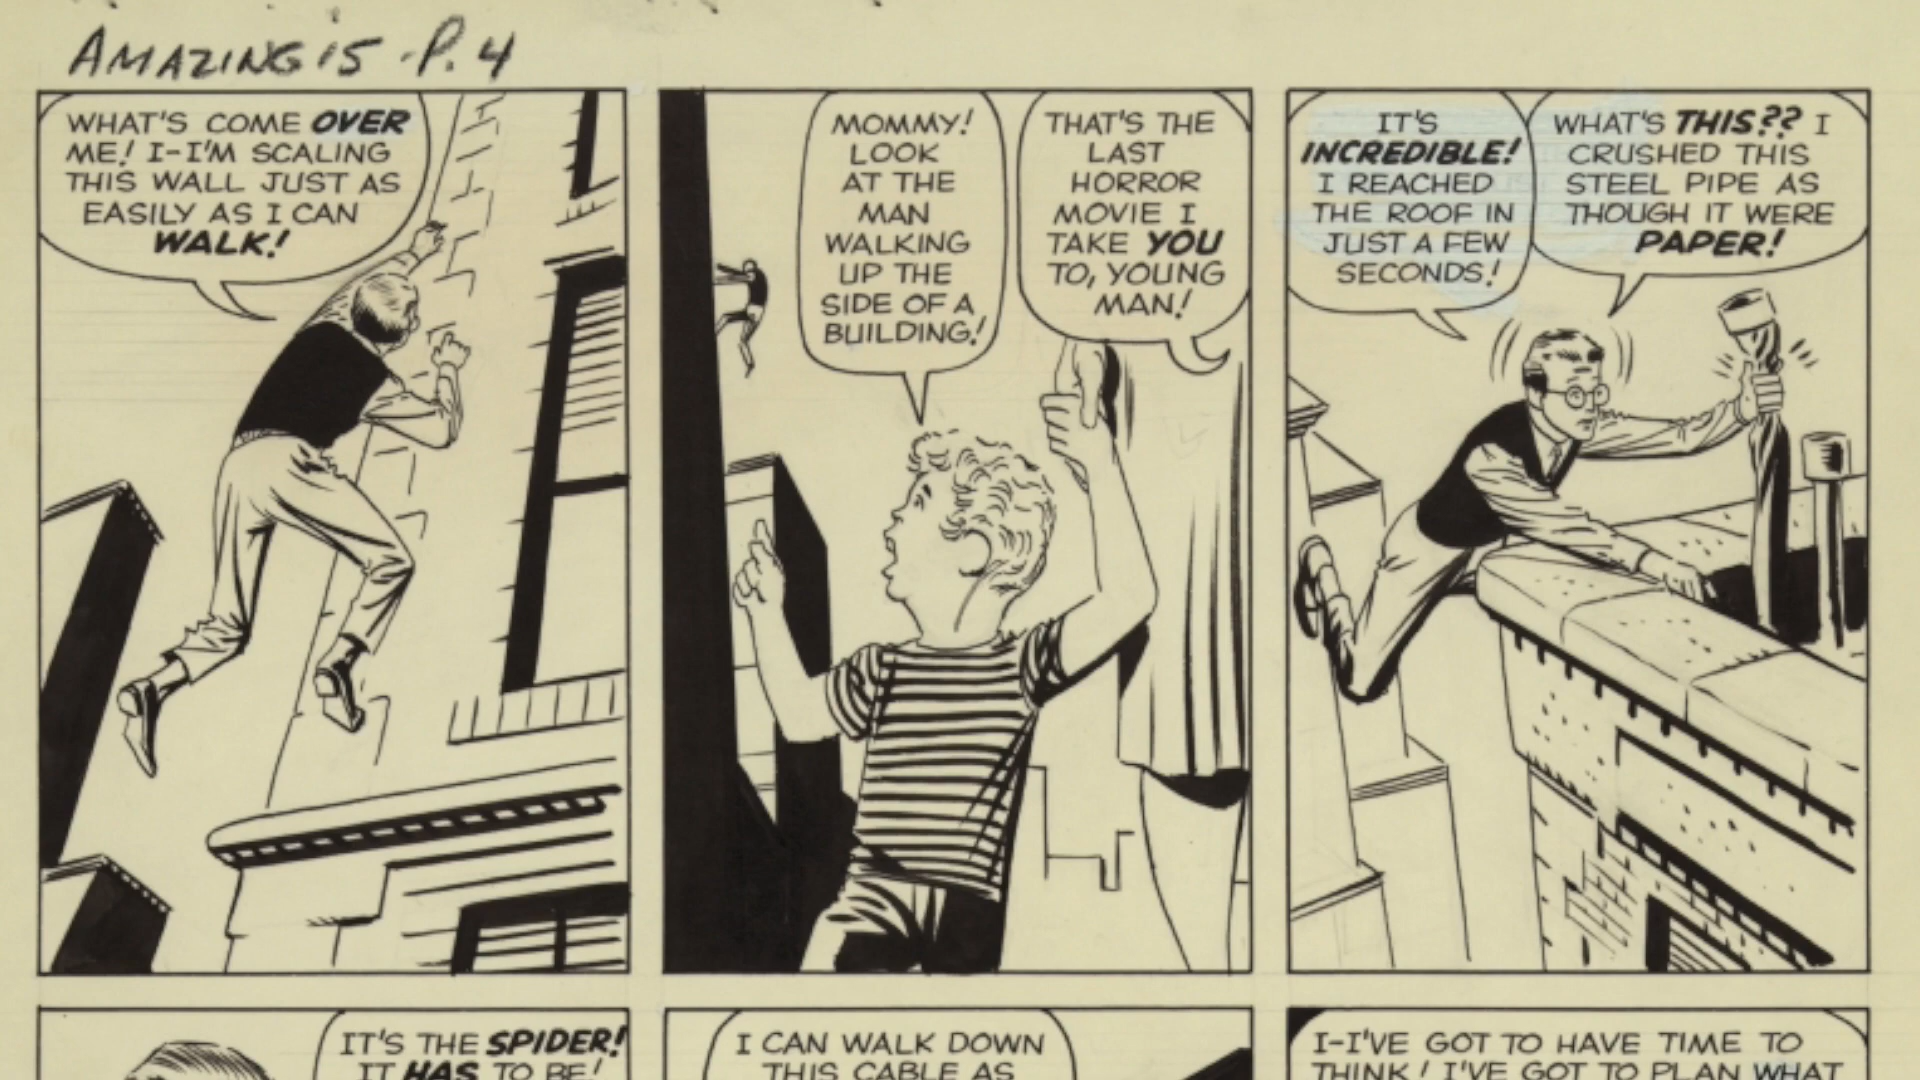 AMAZING 15 - P. 4
WHAT'S COME OVER
ME! I-I'M SCALING
THIS WALL JUST AS
EASILY AS I CAN
WALK!
MOMMY!
LOOK
AT THE
MAN
WALKING
UP THE
SIDE OF A
BUILDING!
THAT'S THE
LAST
HORROR
MOVIE I
TAKE YOU
TO, YOUNG
MAN!
IT'S
INCREDIBLE!
I REACHED
THE ROOF IN
JUST A FEW
SECONDS!
WHAT'S THIS?? I
CRUSHED THIS
STEEL PIPE AS
THOUGH IT WERE
PAPER!
IT'S THE SPIDER!
IT HAS TO BE!
I CAN WALK DOWN
THIS CABLE AS
I-I'VE GOT TO HAVE TIME TO
THINK! I'VE GOT TO PLAN WHAT